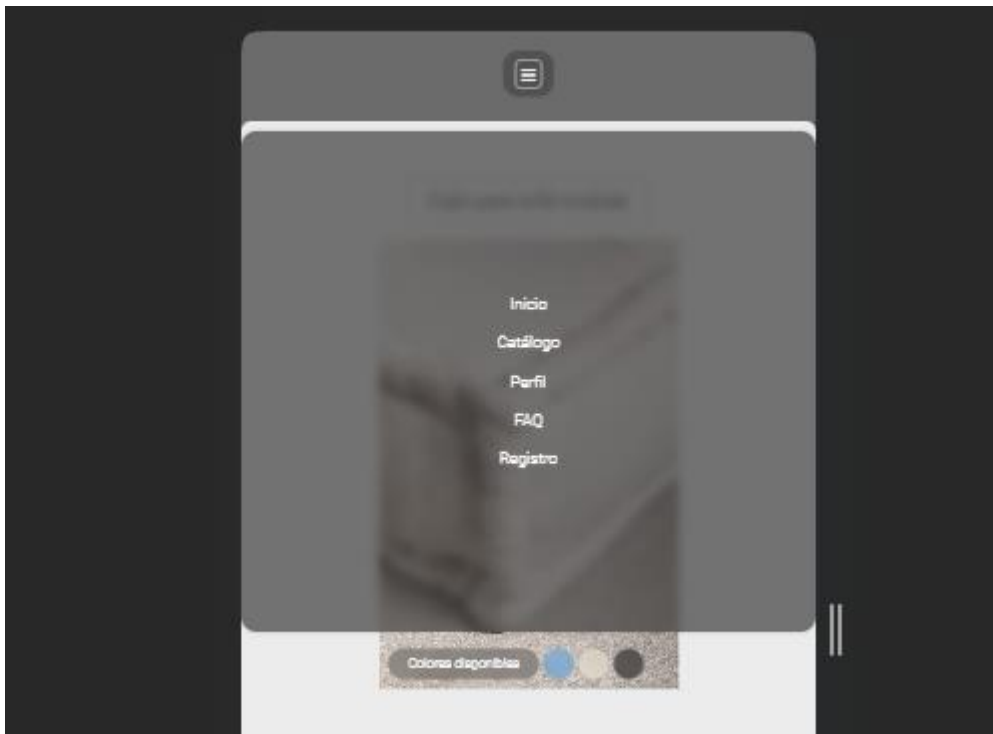 Inicio
Catálogo
Perfil
FAQ
Registro
Colores disponibles